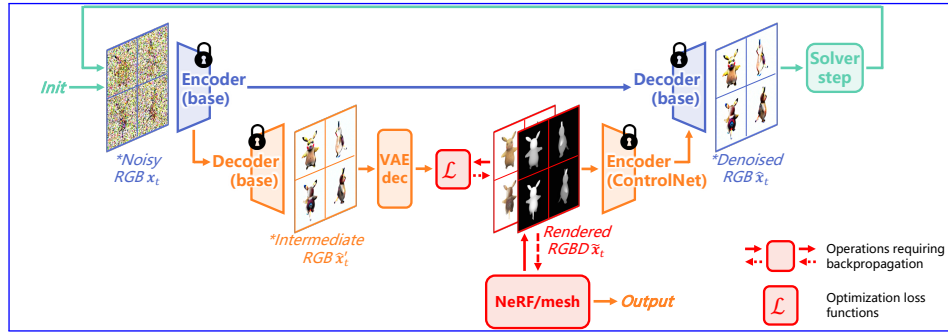 Init
*Noisy
RGB x_t
Encoder
(base)
Decoder
(base)
*Intermediate
RGB x̃′_t
VAE
dec
ℒ
Rendered
RGBD x̃_t
NeRF/mesh
Output
Encoder
(ControlNet)
Decoder
(base)
*Denoised
RGB x̂_t
Solver
step
Operations requiring
backpropagation
ℒ
Optimization loss
functions